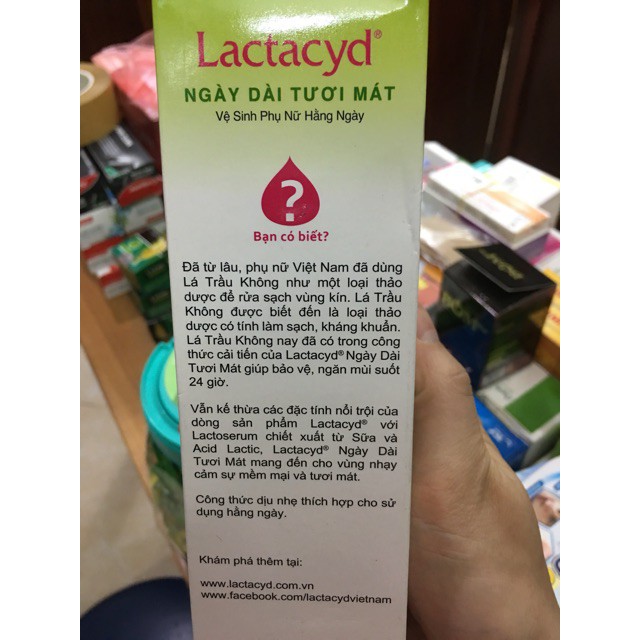 Lactacyd®
NGÀY DÀI TƯƠI MÁT
Vệ Sinh Phụ Nữ Hằng Ngày
?
Bạn có biết?
Đã từ lâu, phụ nữ Việt Nam đã dùng
Lá Trầu Không như một loại thảo
dược để rửa sạch vùng kín. Lá Trầu
Không được biết đến là loại thảo
dược có tính làm sạch, kháng khuẩn.
Lá Trầu Không nay đã có trong công
thức cải tiến của Lactacyd® Ngày Dài
Tươi Mát giúp bảo vệ, ngăn mùi suốt
24 giờ.
Vẫn kế thừa các đặc tính nổi trội của
dòng sản phẩm Lactacyd® với
Lactoserum chiết xuất từ Sữa và
Acid Lactic, Lactacyd® Ngày Dài
Tươi Mát mang đến cho vùng nhạy
cảm sự mềm mại và tươi mát.
Công thức dịu nhẹ thích hợp cho sử
dụng hằng ngày.
Khám phá thêm tại:
www.lactacyd.com.vn
www.facebook.com/lactacydvietnam